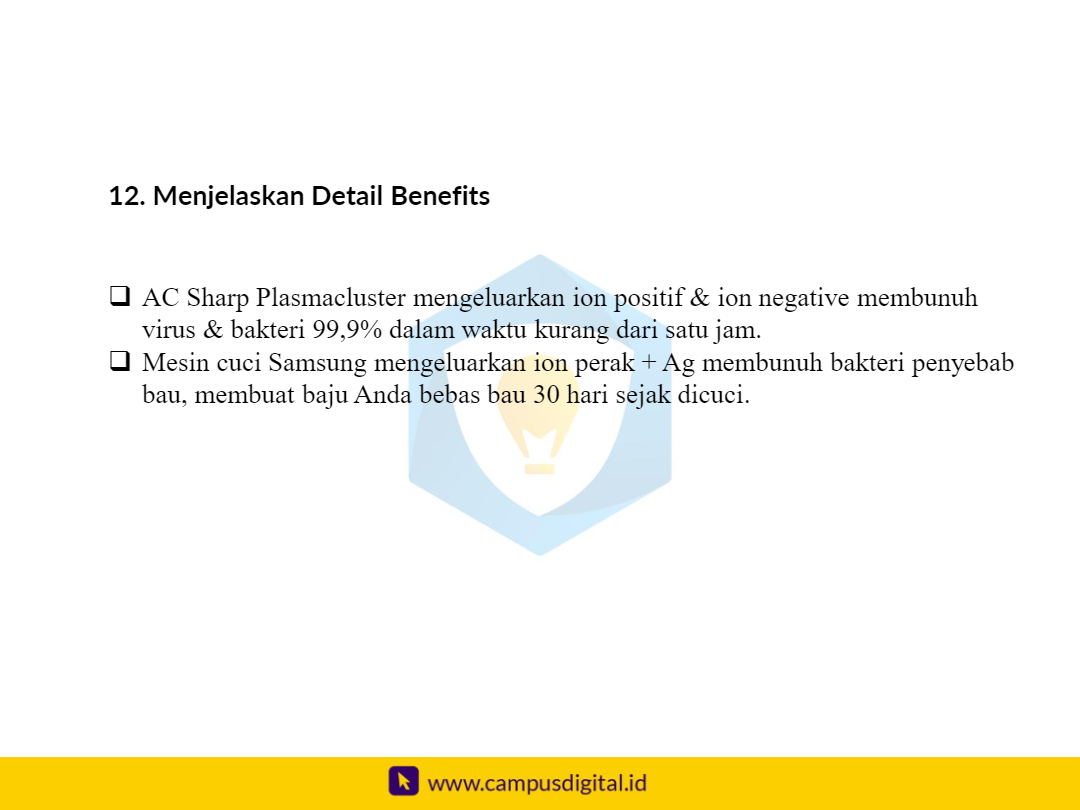 12. Menjelaskan Detail Benefits
❑ AC Sharp Plasmacluster mengeluarkan ion positif & ion negative membunuh
virus & bakteri 99,9% dalam waktu kurang dari satu jam.
❑ Mesin cuci Samsung mengeluarkan ion perak + Ag membunuh bakteri penyebab
bau, membuat baju Anda bebas bau 30 hari sejak dicuci.
www.campusdigital.id